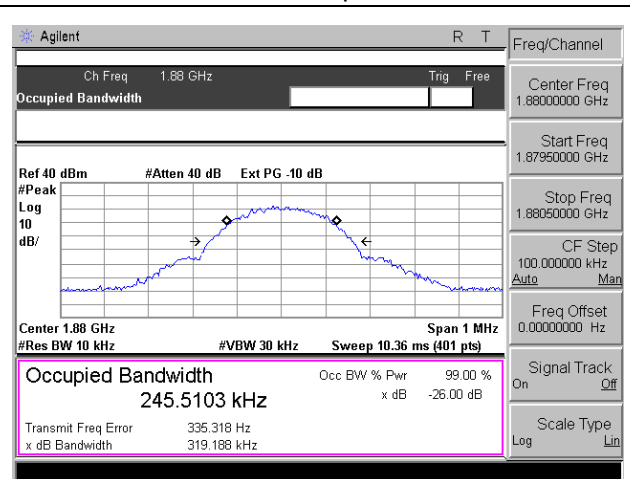 Agilent R T
Ch Freq 1.88 GHz Trig Free
Occupied Bandwidth
Ref 40 dBm #Atten 40 dB Ext PG -10 dB
#Peak
Log
10
dB/
Center 1.88 GHz Span 1 MHz
#Res BW 10 kHz #VBW 30 kHz Sweep 10.36 ms (401 pts)
Occupied Bandwidth Occ BW % Pwr 99.00 %
245.5103 kHz x dB -26.00 dB
Transmit Freq Error 335.318 Hz
x dB Bandwidth 319.188 kHz
Freq/Channel
Center Freq
1.88000000 GHz
Start Freq
1.87950000 GHz
Stop Freq
1.88050000 GHz
CF Step
100.000000 kHz
Auto Man
Freq Offset
0.00000000 Hz
Signal Track
On Off
Scale Type
Log Lin